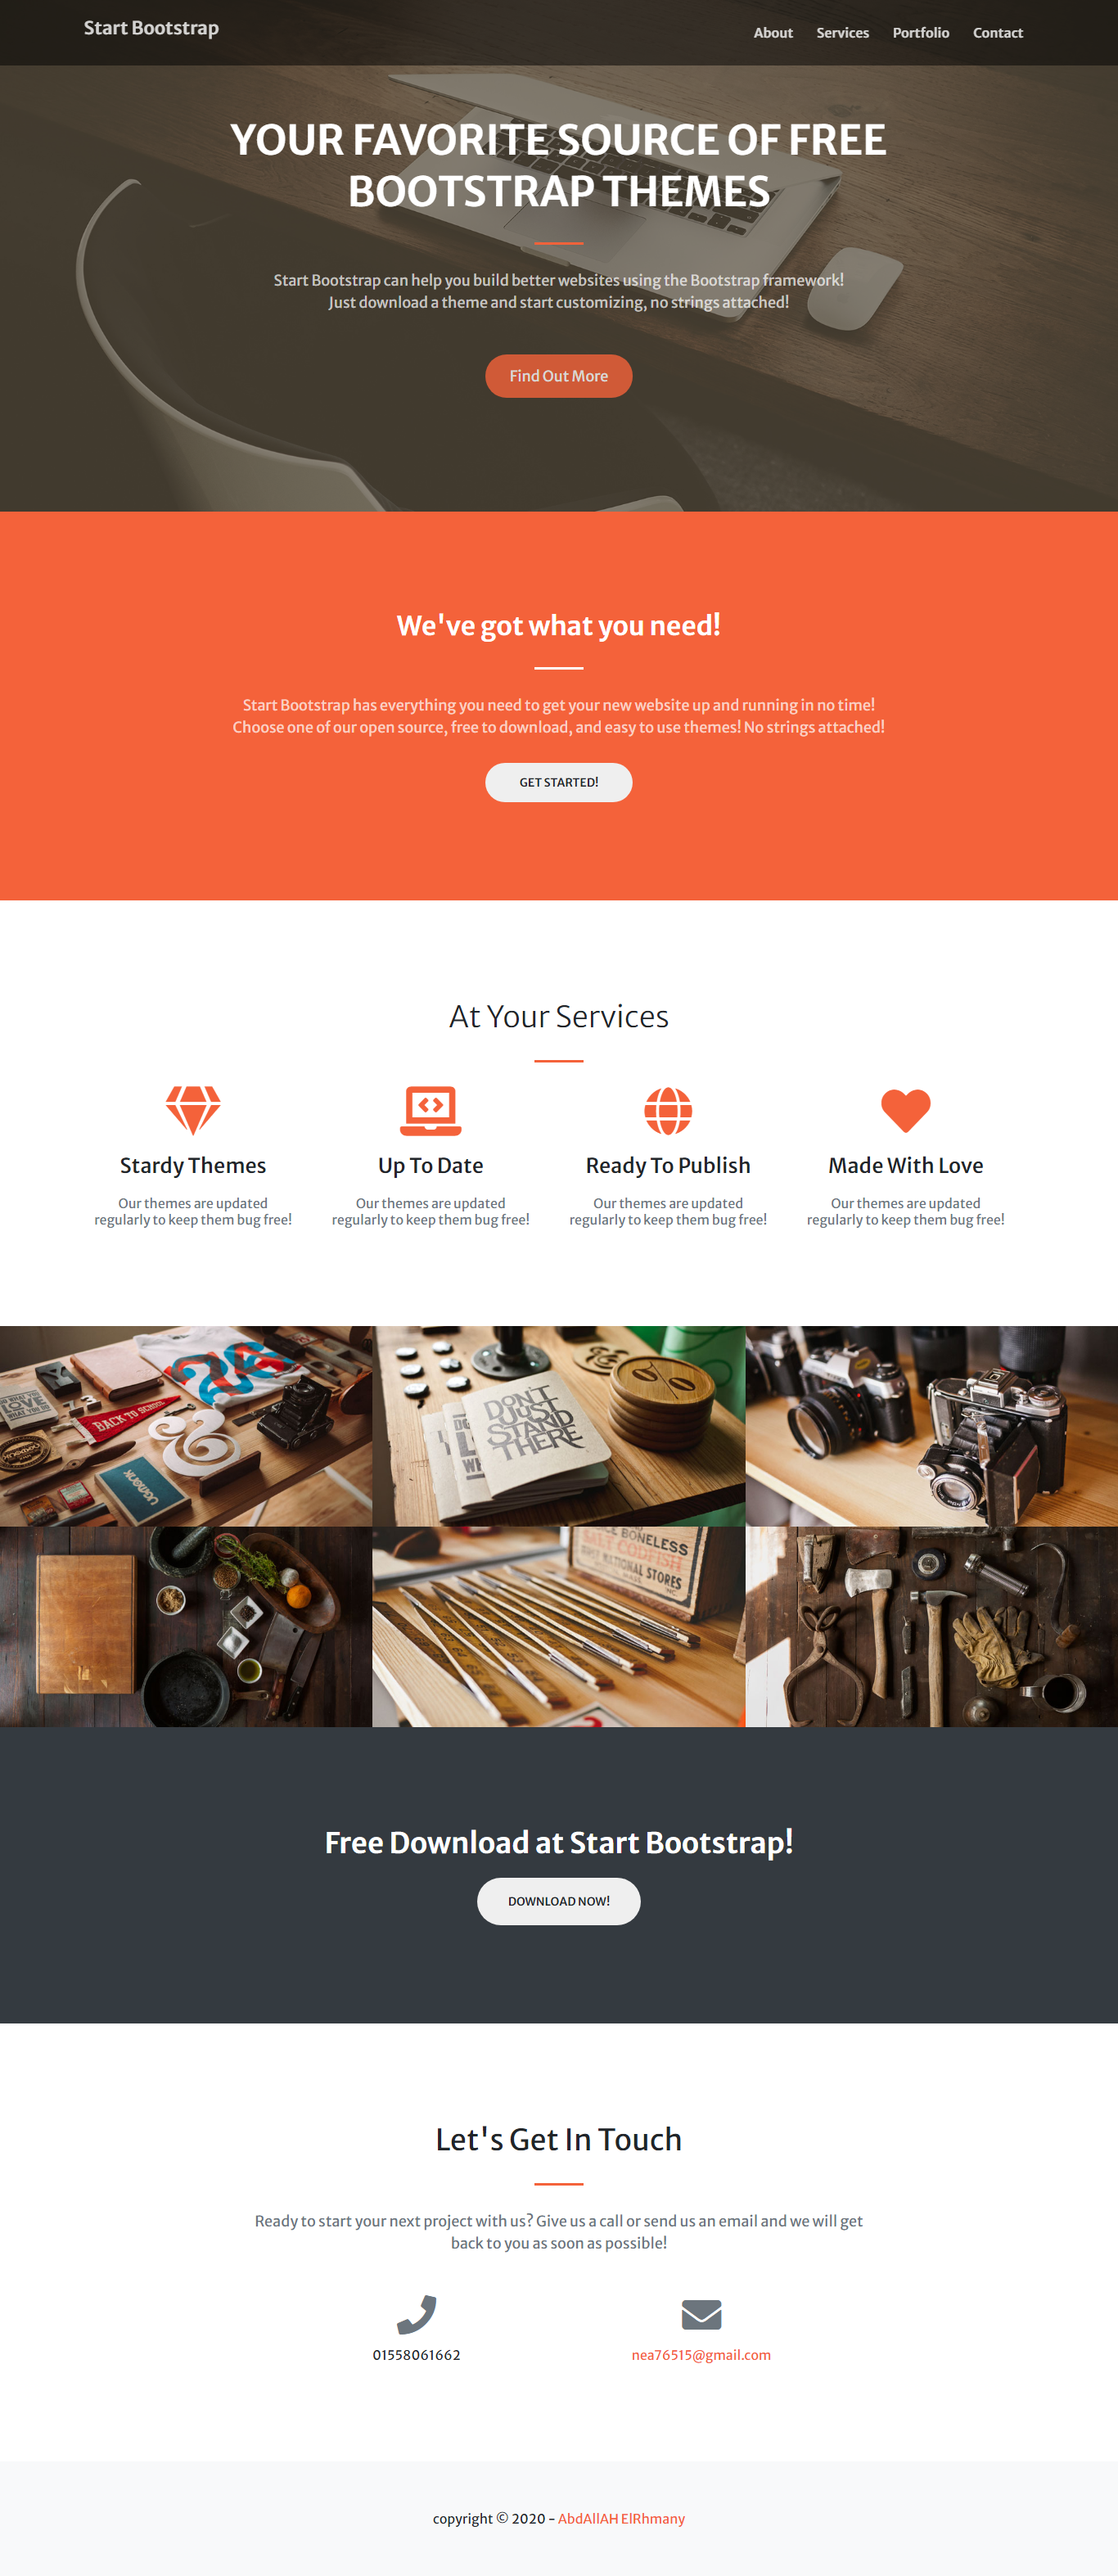 Start Bootstrap
About Services Portfolio Contact
YOUR FAVORITE SOURCE OF FREE
BOOTSTRAP THEMES
Start Bootstrap can help you build better websites using the Bootstrap framework!
Just download a theme and start customizing, no strings attached!
Find Out More
We've got what you need!
Start Bootstrap has everything you need to get your new website up and running in no time!
Choose one of our open source, free to download, and easy to use themes! No strings attached!
GET STARTED!
At Your Services
Stardy Themes
Our themes are updated
regularly to keep them bug free!
Up To Date
Our themes are updated
regularly to keep them bug free!
Ready To Publish
Our themes are updated
regularly to keep them bug free!
Made With Love
Our themes are updated
regularly to keep them bug free!
BACK TO SCHOOL
DON'T
JUST
STAND
THERE
BONELESS
NATIONAL STORES
Free Download at Start Bootstrap!
DOWNLOAD NOW!
Let's Get In Touch
Ready to start your next project with us? Give us a call or send us an email and we will get
back to you as soon as possible!
01558061662
nea76515@gmail.com
copyright © 2020 - AbdAllAH ElRhmany